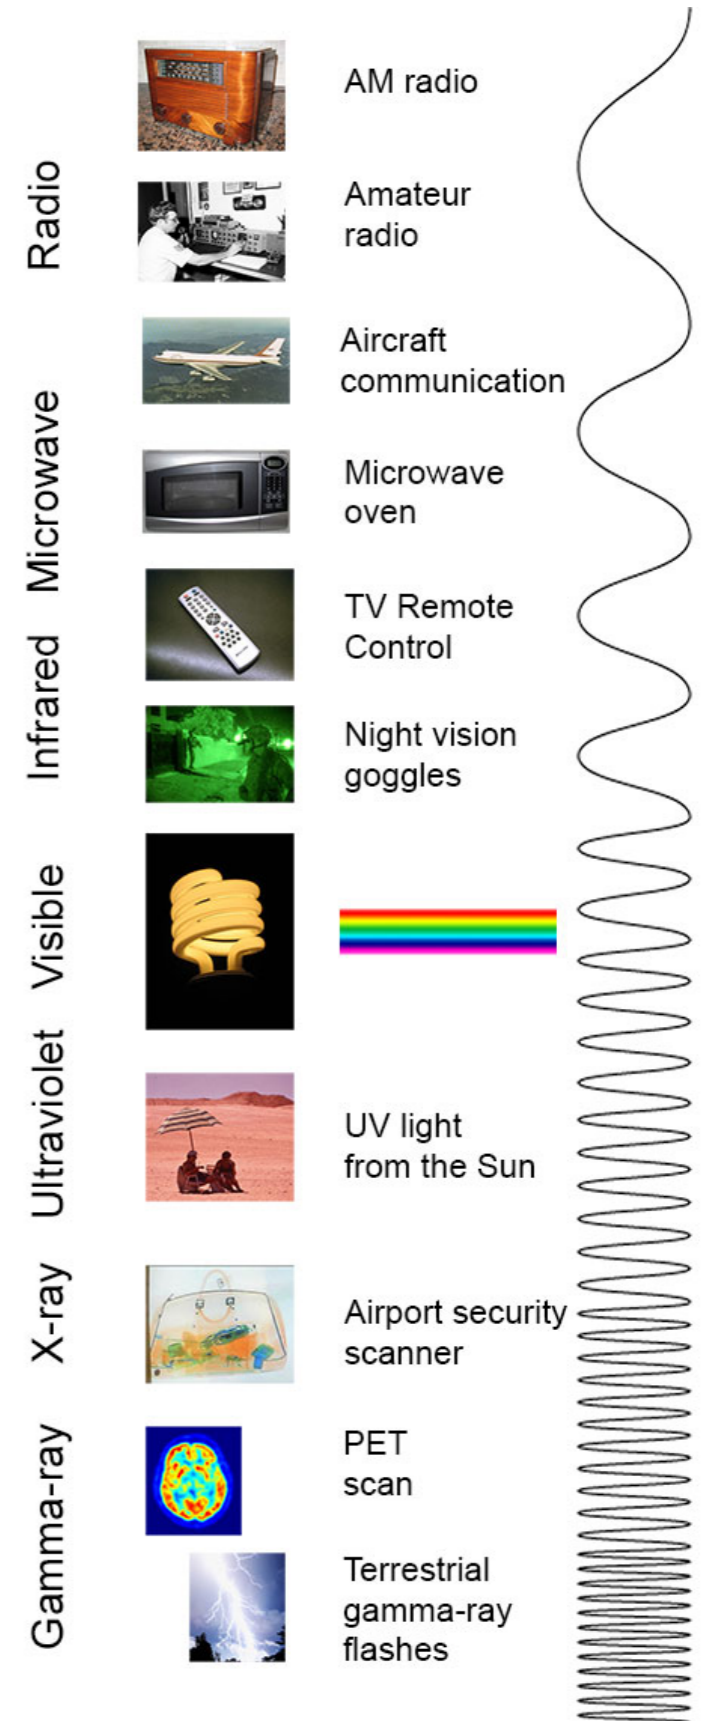 Radio
AM radio
Amateur
radio
Aircraft
communication
Microwave
Microwave
oven
Infrared
TV Remote
Control
Night vision
goggles
Visible
Ultraviolet
UV light
from the Sun
X-ray
Airport security
scanner
Gamma-ray
PET
scan
Terrestrial
gamma-ray
flashes